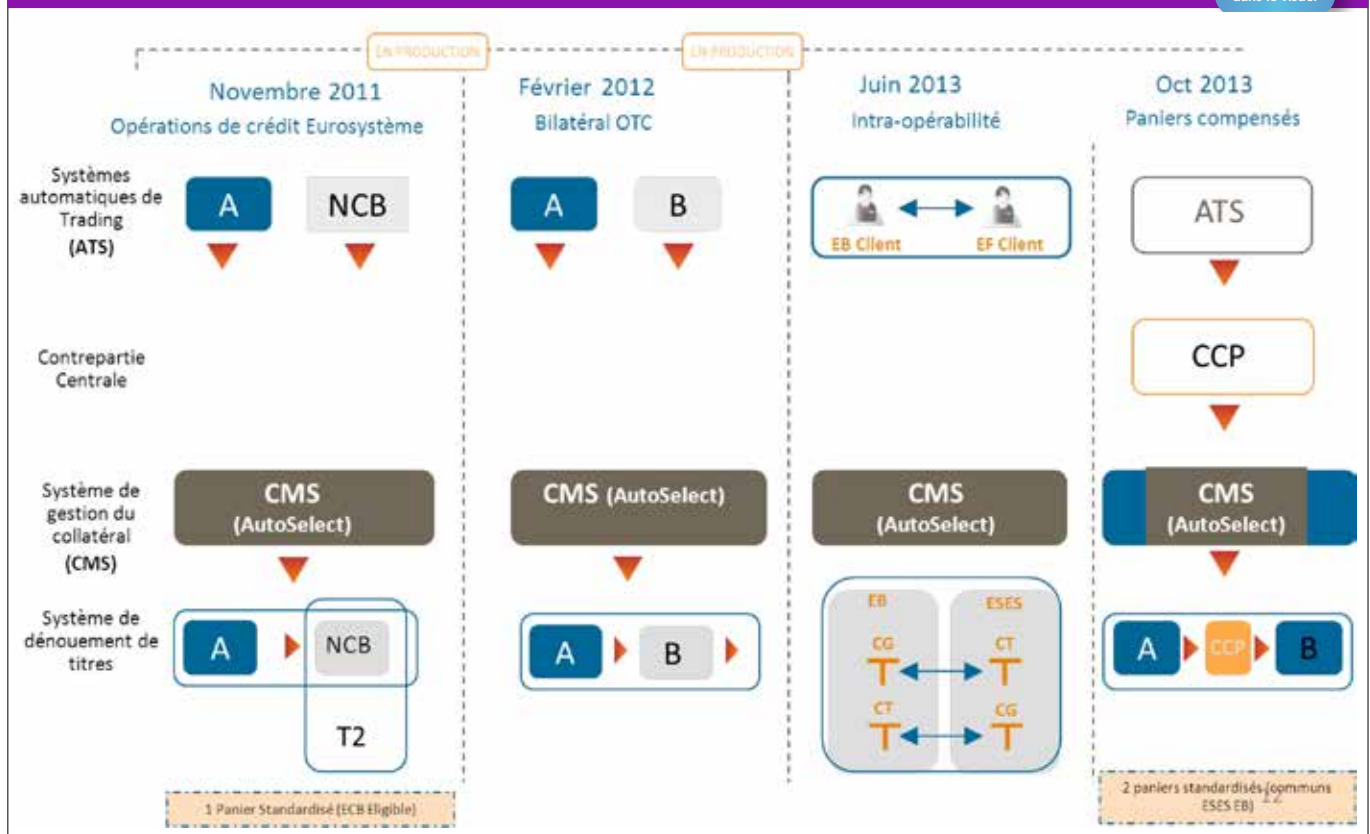 EN PRODUCTION
EN PRODUCTION
Novembre 2011
Opérations de crédit Eurosystème
Février 2012
Bilatéral OTC
Juin 2013
Intra-opérabilité
Oct 2013
Paniers compensés
Systèmes
automatiques de
Trading
(ATS)
A
NCB
A
B
EB Client
EF Client
ATS
Contrepartie
Centrale
CCP
Système de
gestion du
collatéral
(CMS)
CMS
(AutoSelect)
CMS (AutoSelect)
CMS
(AutoSelect)
CMS
(AutoSelect)
Système de
dénouement de
titres
A
NCB
T2
A
B
EB
ESES
CG
CT
CT
CG
A
CCP
B
1 Panier Standardisé (ECB Eligible)
2 paniers standardisés (communs
ESES EB)
12